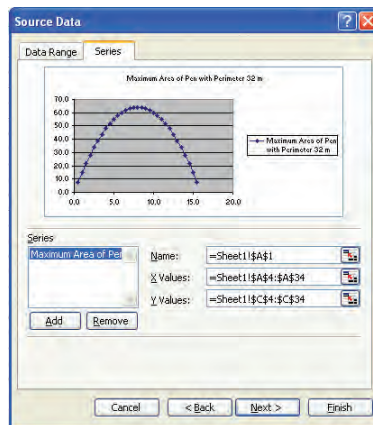 Source Data
Data Range Series
Maximum Area of Pen with Perimeter 32 m
70.0
60.0
50.0
40.0
30.0
20.0
10.0
0.0
0.0 5.0 10.0 15.0 20.0
Maximum Area of Pen
with Perimeter 32 m
Series
Maximum Area of Per
Name: =Sheet1!$A$1
X Values: =Sheet1!$A$4:$A$34
Y Values: =Sheet1!$C$4:$C$34
Add Remove
Cancel < Back Next > Finish